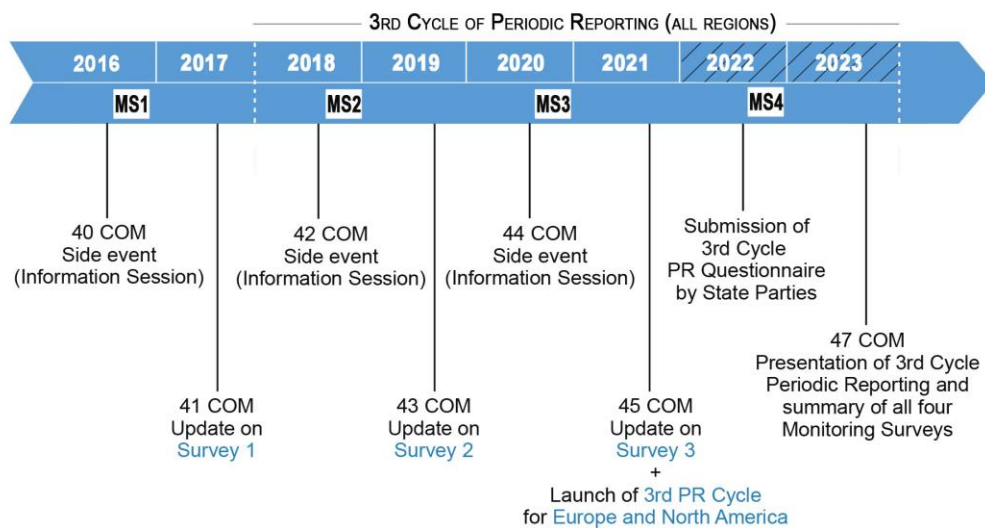 3RD CYCLE OF PERIODIC REPORTING (ALL REGIONS)
2016 2017 2018 2019 2020 2021 2022 2023
MS1 MS2 MS3 MS4
40 COM
Side event
(Information Session)
42 COM
Side event
(Information Session)
44 COM
Side event
(Information Session)
Submission of
3rd Cycle
PR Questionnaire
by State Parties
47 COM
Presentation of 3rd Cycle
Periodic Reporting and
summary of all four
Monitoring Surveys
41 COM
Update on
Survey 1
43 COM
Update on
Survey 2
45 COM
Update on
Survey 3
+
Launch of 3rd PR Cycle
for Europe and North America